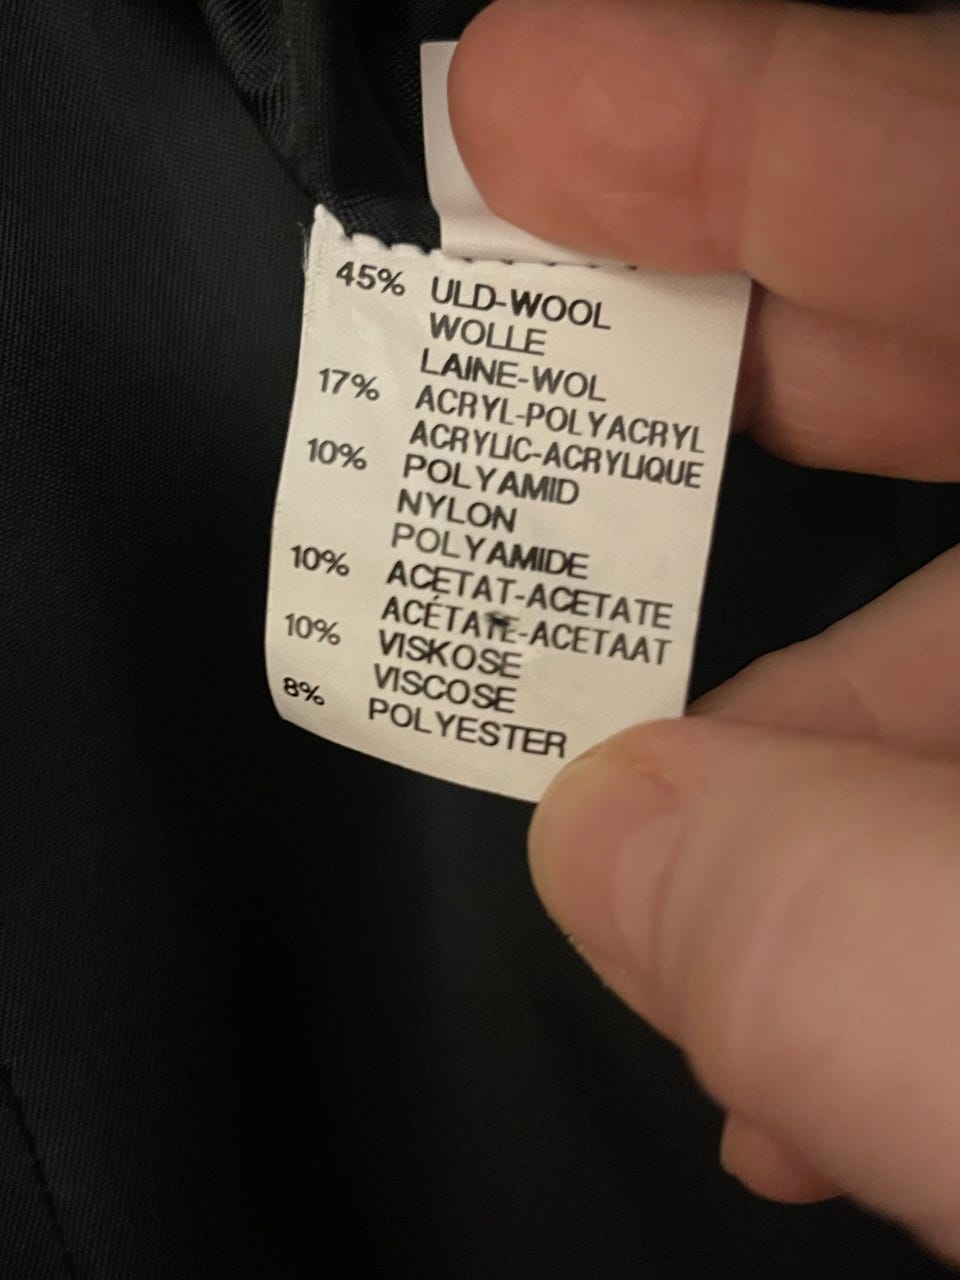 45% ULD-WOOL
WOLLE
LAINE-WOL
17% ACRYL-POLYACRYL
ACRYLIC-ACRYLIQUE
10% POLYAMID
NYLON
POLYAMIDE
10% ACETAT-ACETATE
ACÉTATE-ACETAAT
10% VISKOSE
VISCOSE
8% POLYESTER